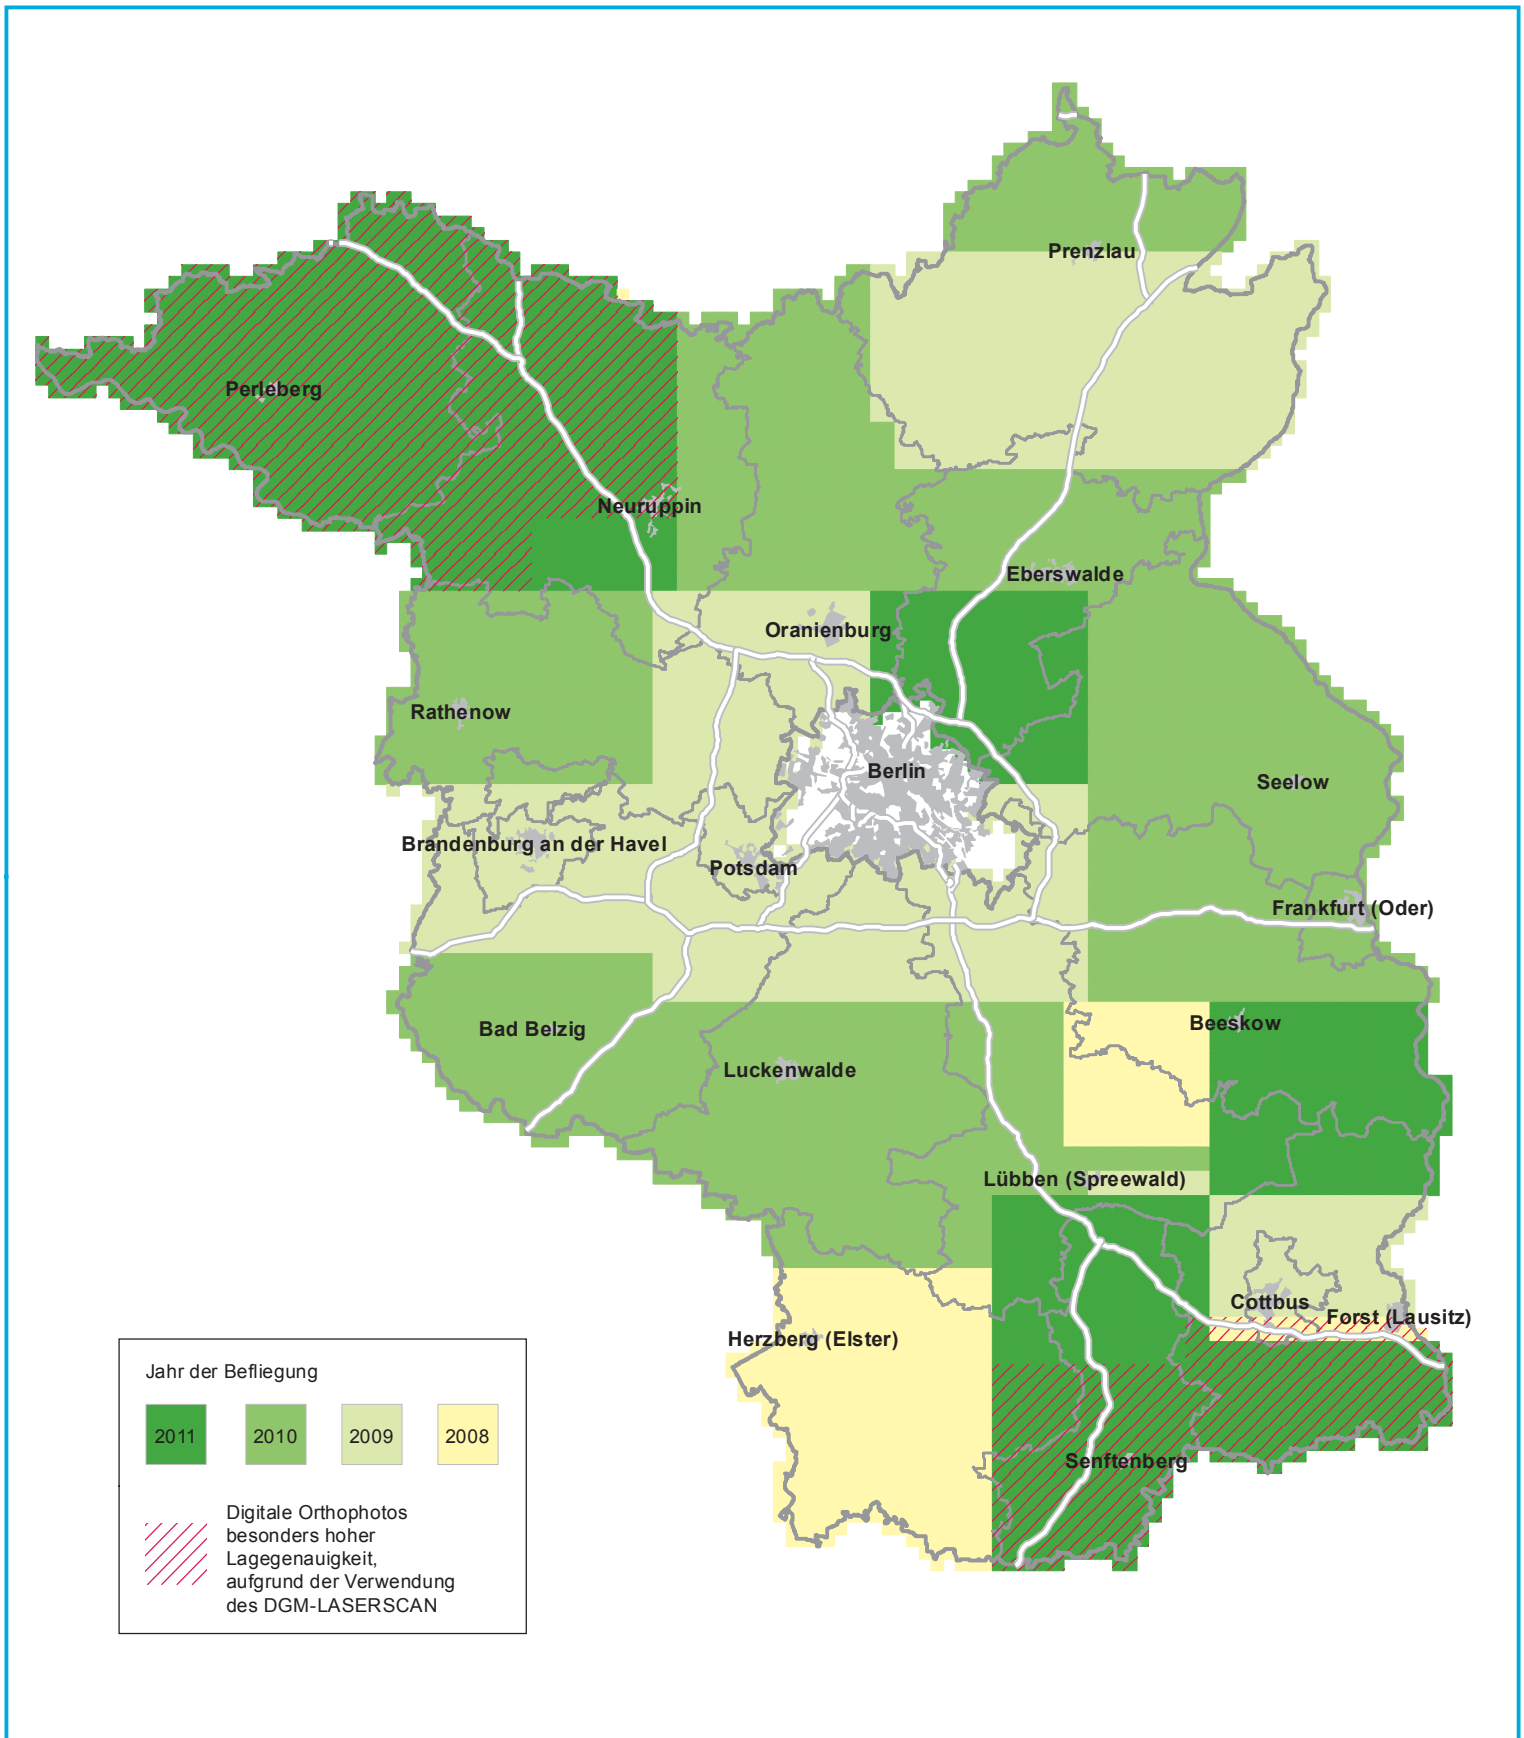 Prenzlau
Perleberg
Neuruppin
Eberswalde
Oranienburg
Rathenow
Berlin
Seelow
Brandenburg an der Havel
Potsdam
Frankfurt (Oder)
Bad Belzig
Beeskow
Luckenwalde
Lübben (Spreewald)
Cottbus
Forst (Lausitz)
Herzberg (Elster)
Senftenberg
Jahr der Befliegung
2011 2010 2009 2008
Digitale Orthophotos
besonders hoher
Lagegenauigkeit,
aufgrund der Verwendung
des DGM-LASERSCAN